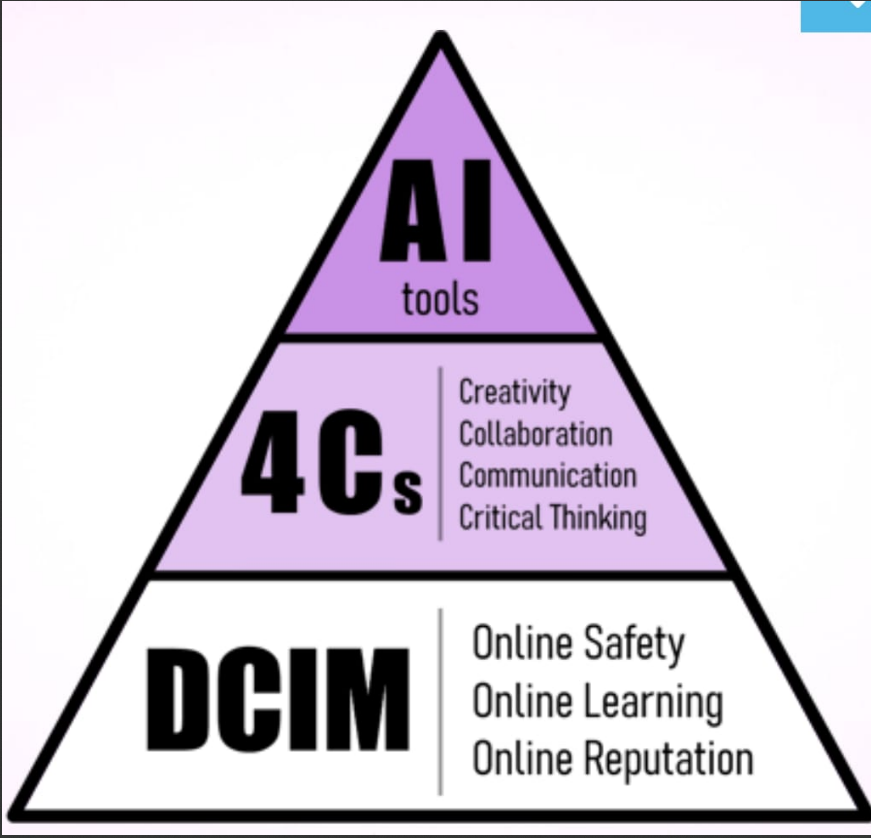 AI
tools
4Cs
Creativity
Collaboration
Communication
Critical Thinking
DCIM
Online Safety
Online Learning
Online Reputation